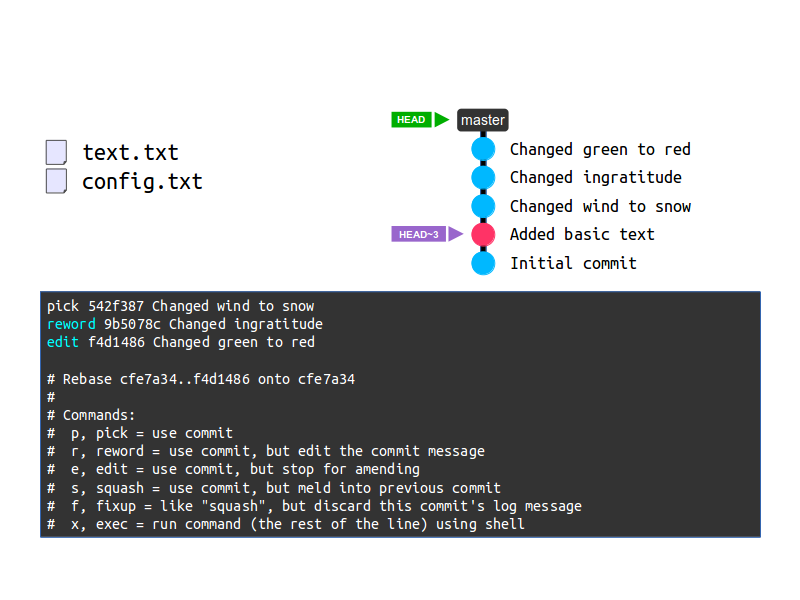 HEAD master
text.txt
config.txt
Changed green to red
Changed ingratitude
Changed wind to snow
HEAD~3 Added basic text
Initial commit
pick 542f387 Changed wind to snow
reword 9b5078c Changed ingratitude
edit f4d1486 Changed green to red
# Rebase cfe7a34..f4d1486 onto cfe7a34
#
# Commands:
#  p, pick = use commit
#  r, reword = use commit, but edit the commit message
#  e, edit = use commit, but stop for amending
#  s, squash = use commit, but meld into previous commit
#  f, fixup = like "squash", but discard this commit's log message
#  x, exec = run command (the rest of the line) using shell